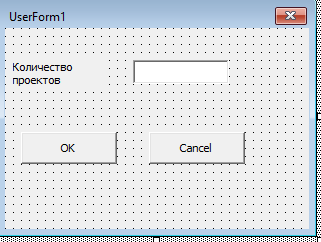 UserForm1
Количество
проектов
OK
Cancel